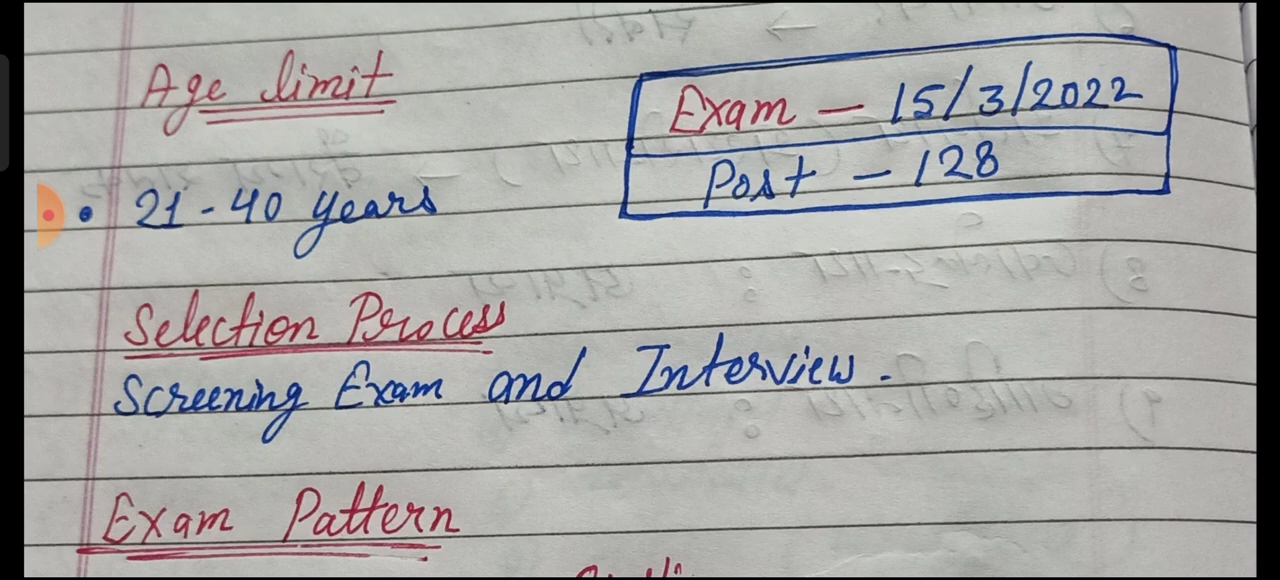 Age limit
Exam - 15/3/2022
Post - 128
• 21-40 years
Selection Process
Screening Exam and Interview.
Exam Pattern